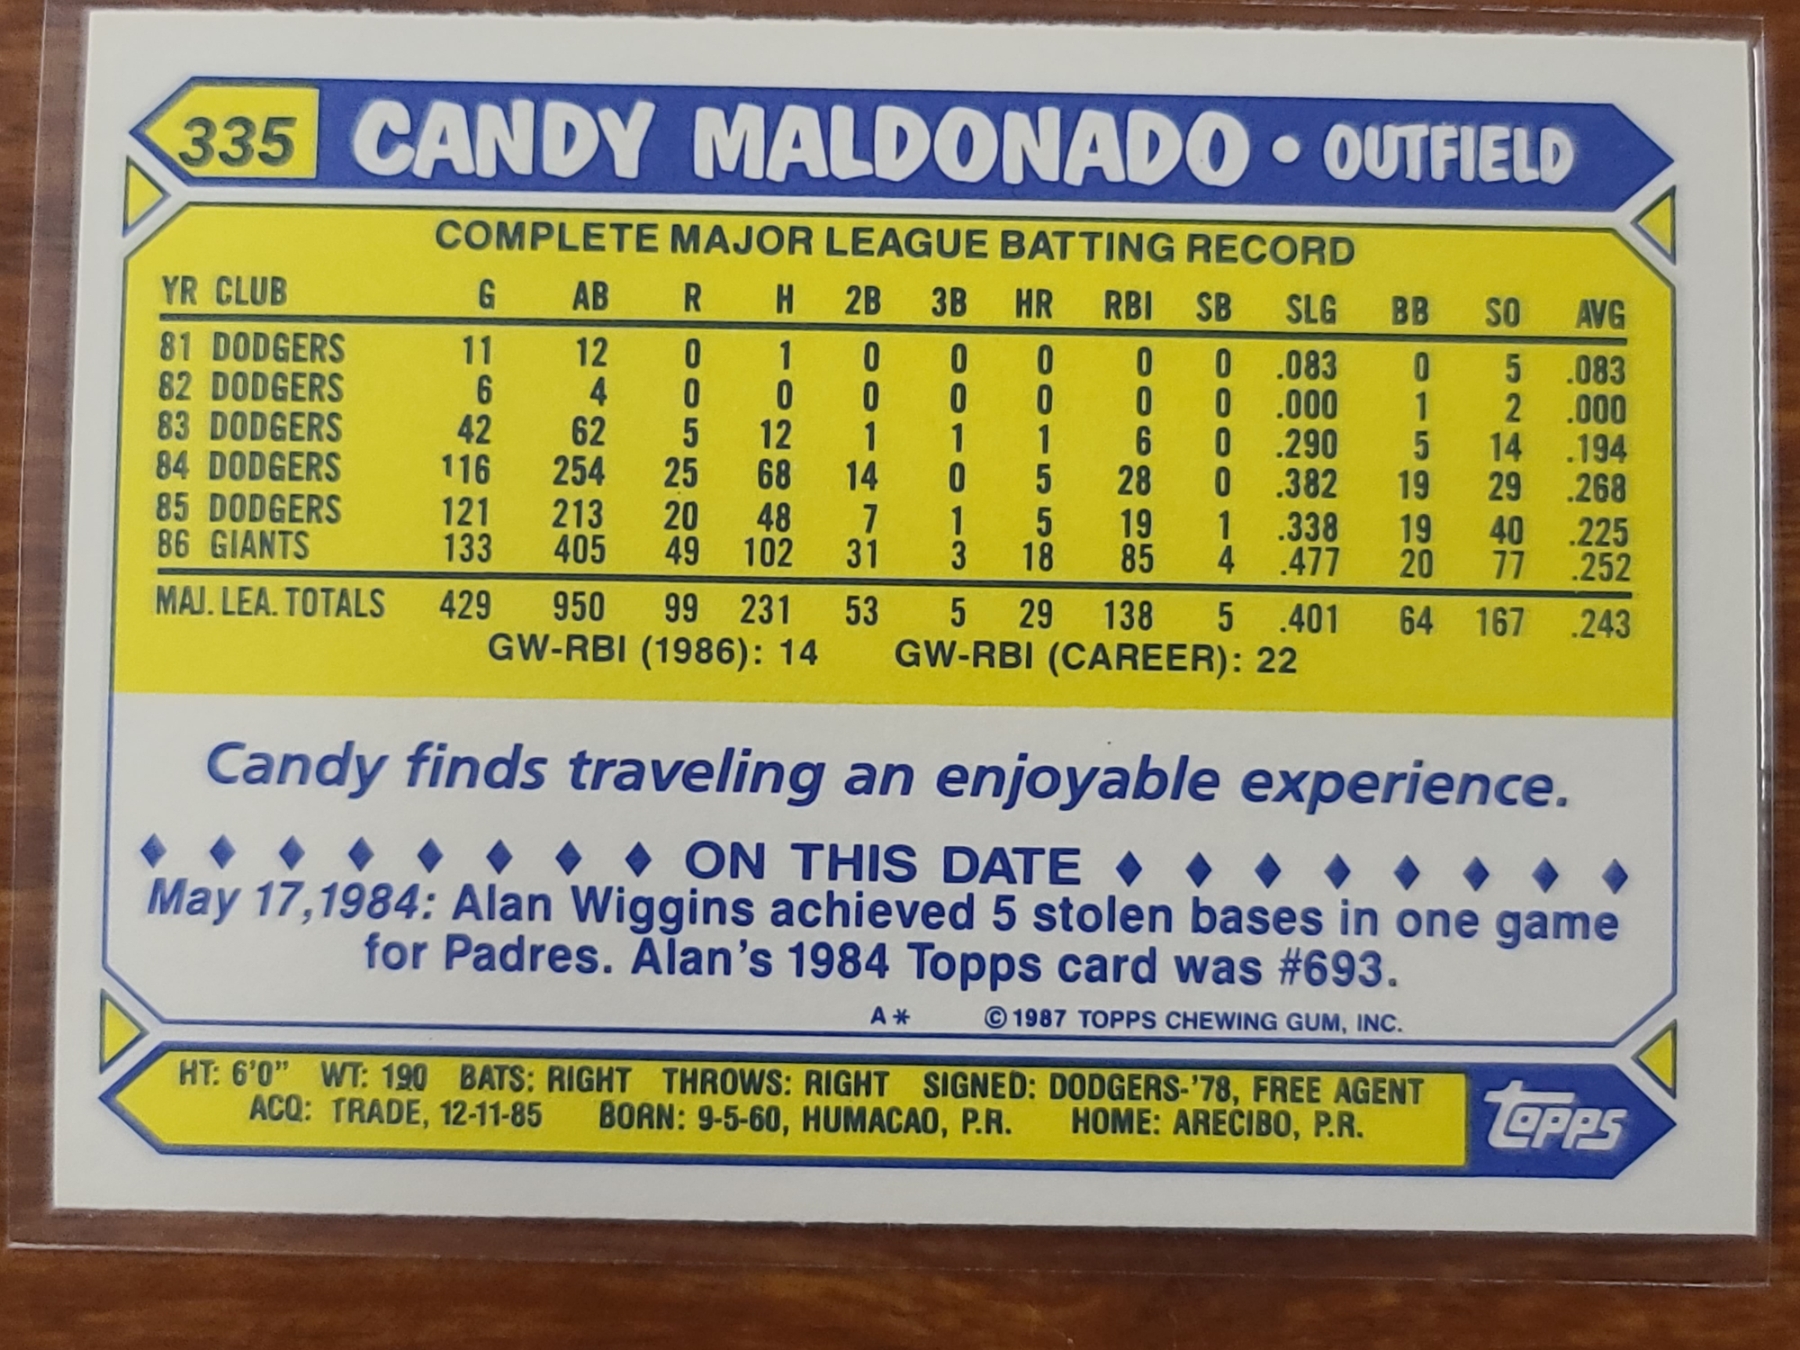 335 CANDY MALDONADO • OUTFIELD
COMPLETE MAJOR LEAGUE BATTING RECORD
YR CLUB G AB R H 2B 3B HR RBI SB SLG BB SO AVG
81 DODGERS 11 12 0 1 0 0 0 0 0 .083 0 5 .083
82 DODGERS 6 4 0 0 0 0 0 0 0 .000 1 2 .000
83 DODGERS 42 62 5 12 1 1 1 6 0 .290 5 14 .194
84 DODGERS 116 254 25 68 14 0 5 28 0 .382 19 29 .268
85 DODGERS 121 213 20 48 7 1 5 19 1 .338 19 40 .225
86 GIANTS 133 405 49 102 31 3 18 85 4 .477 20 77 .252
MAJ. LEA. TOTALS 429 950 99 231 53 5 29 138 5 .401 64 167 .243
GW-RBI (1986): 14 GW-RBI (CAREER): 22
Candy finds traveling an enjoyable experience.
ON THIS DATE
May 17, 1984: Alan Wiggins achieved 5 stolen bases in one game
for Padres. Alan's 1984 Topps card was #693.
A* © 1987 TOPPS CHEWING GUM, INC.
HT: 6'0" WT: 190 BATS: RIGHT THROWS: RIGHT SIGNED: DODGERS-'78, FREE AGENT
ACQ: TRADE, 12-11-85 BORN: 9-5-60, HUMACAO, P.R. HOME: ARECIBO, P.R.
topps